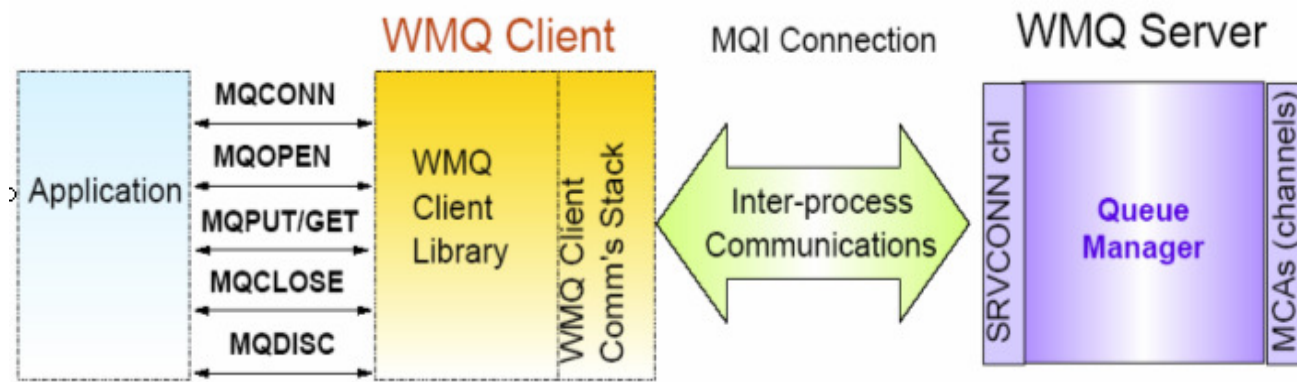 WMQ Client
MQI Connection
WMQ Server
Application
MQCONN
MQOPEN
MQPUT/GET
MQCLOSE
MQDISC
WMQ
Client
Library
WMQ Client
Comm's Stack
Inter-process
Communications
SRVCONN chl
Queue
Manager
MCAs (channels)